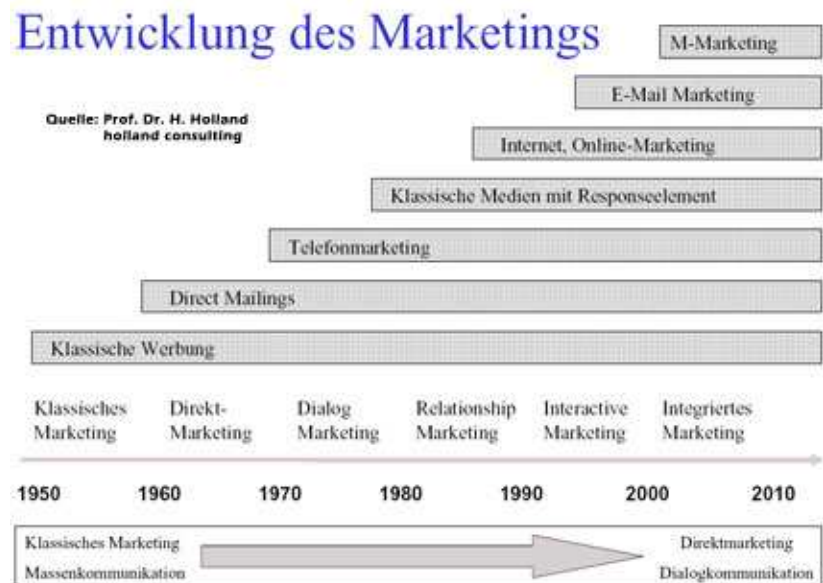 Entwicklung des Marketings
Quelle: Prof. Dr. H. Holland
holland consulting
M-Marketing
E-Mail Marketing
Internet, Online-Marketing
Klassische Medien mit Responseelement
Telefonmarketing
Direct Mailings
Klassische Werbung
Klassisches Marketing
Direkt-Marketing
Dialog Marketing
Relationship Marketing
Interactive Marketing
Integriertes Marketing
1950 1960 1970 1980 1990 2000 2010
Klassisches Marketing
Massenkommunikation
Direktmarketing
Dialogkommunikation